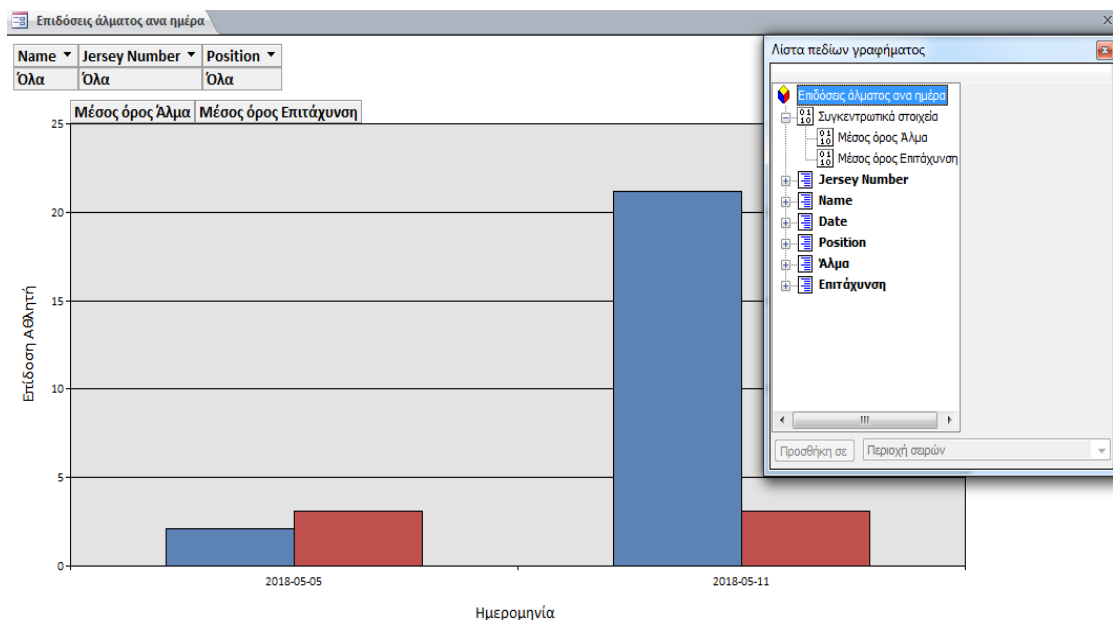 Επιδόσεις άλματος ανα ημέρα
Name Jersey Number Position
Όλα Όλα Όλα
Μέσος όρος Άλμα Μέσος όρος Επιτάχυνση
25
20
15
10
5
0
Επίδοση Αθλητή
2018-05-05 2018-05-11
Ημερομηνία
Λίστα πεδίων γραφήματος
Επιδόσεις άλματος ανα ημέρα
Συγκεντρωτικά στοιχεία
Μέσος όρος Άλμα
Μέσος όρος Επιτάχυνση
Jersey Number
Name
Date
Position
Άλμα
Επιτάχυνση
Προσθήκη σε Περιοχή σειρών